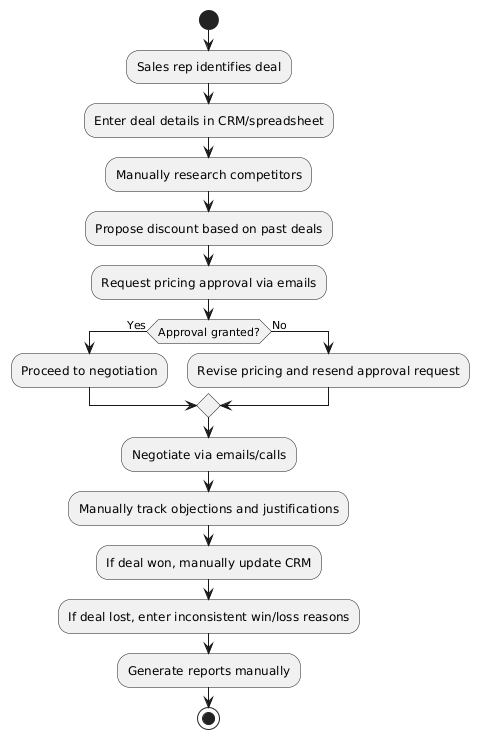 Sales rep identifies deal
Enter deal details in CRM/spreadsheet
Manually research competitors
Propose discount based on past deals
Request pricing approval via emails
Yes
Approval granted?
No
Proceed to negotiation
Revise pricing and resend approval request
Negotiate via emails/calls
Manually track objections and justifications
If deal won, manually update CRM
If deal lost, enter inconsistent win/loss reasons
Generate reports manually